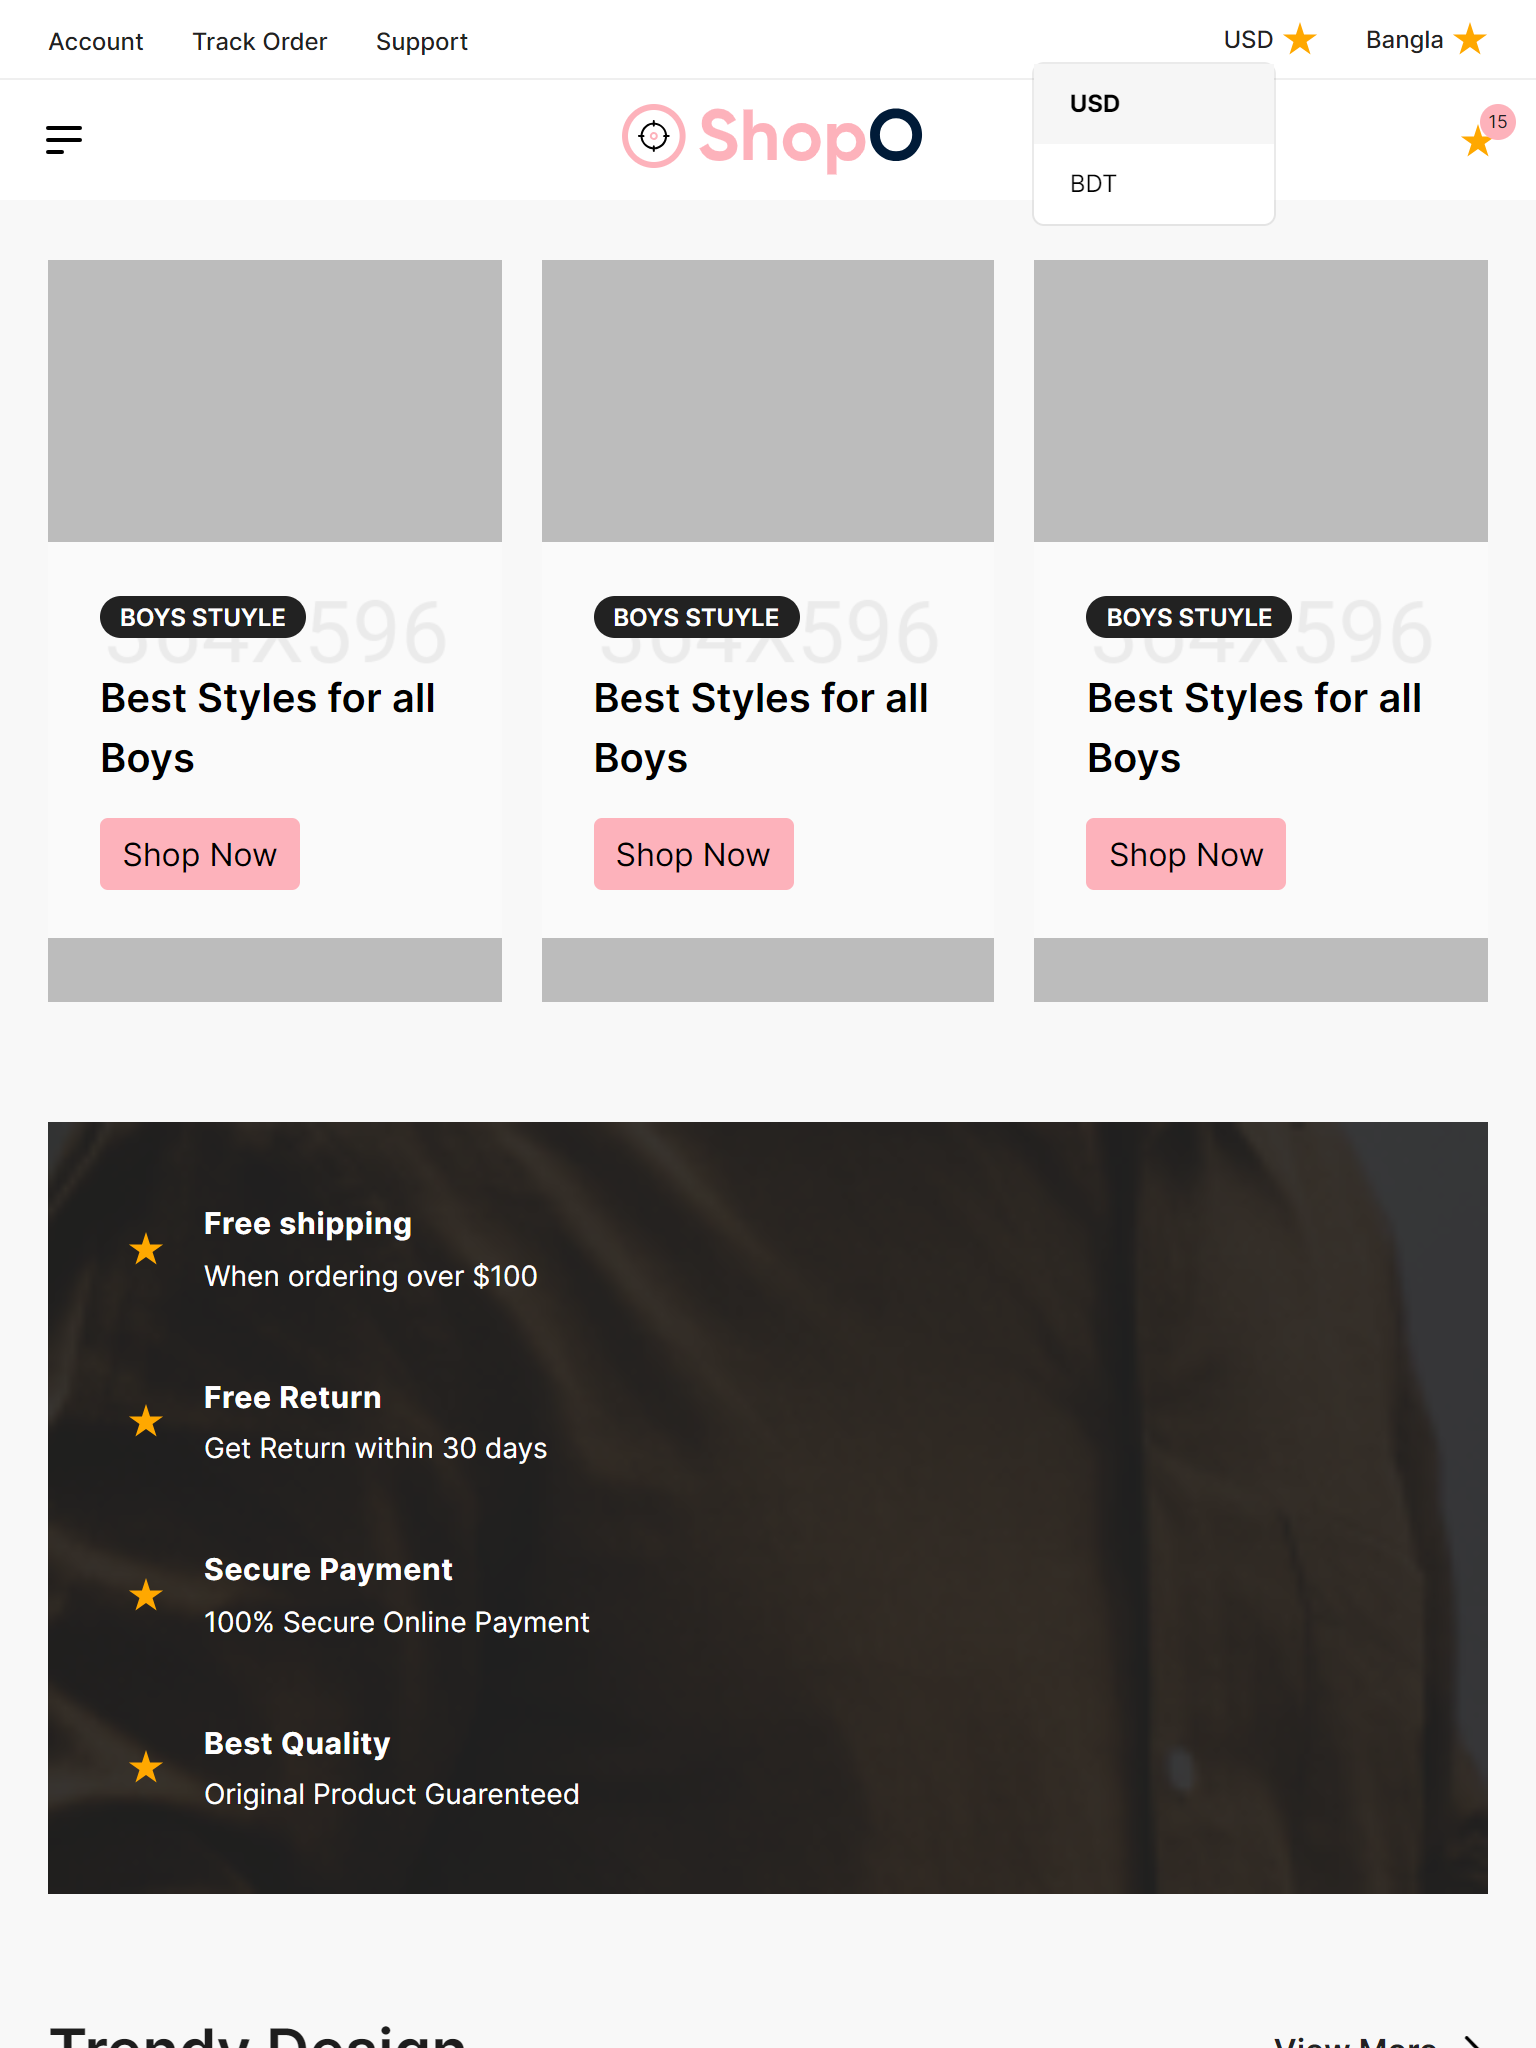 Account Track Order Support USD Bangla
USD
BDT
ShopO
15
BOYS STUYLE BOYS STUYLE BOYS STUYLE
Best Styles for all
Boys
Best Styles for all
Boys
Best Styles for all
Boys
Shop Now Shop Now Shop Now
Free shipping
When ordering over $100
Free Return
Get Return within 30 days
Secure Payment
100% Secure Online Payment
Best Quality
Original Product Guarenteed
Trendy Design
View More